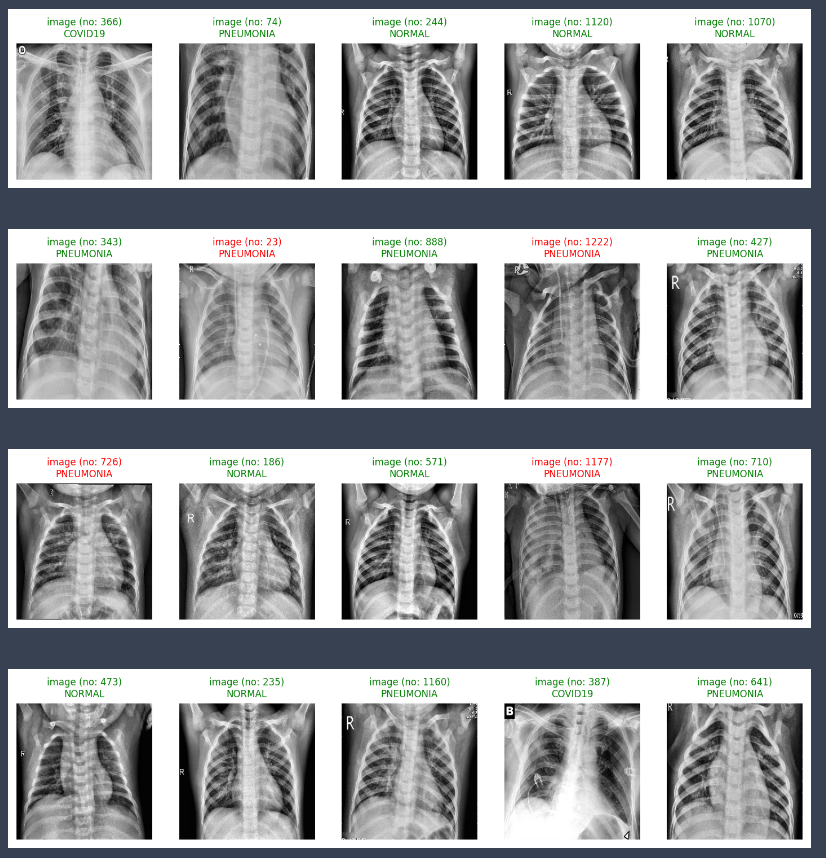 image (no: 366)
COVID19
image (no: 74)
PNEUMONIA
image (no: 244)
NORMAL
image (no: 1120)
NORMAL
image (no: 1070)
NORMAL
R
R
image (no: 343)
PNEUMONIA
image (no: 23)
PNEUMONIA
image (no: 888)
PNEUMONIA
image (no: 1222)
PNEUMONIA
image (no: 427)
PNEUMONIA
R
R
R
image (no: 726)
PNEUMONIA
image (no: 186)
NORMAL
image (no: 571)
NORMAL
image (no: 1177)
PNEUMONIA
image (no: 710)
PNEUMONIA
R
R
R
image (no: 473)
NORMAL
image (no: 235)
NORMAL
image (no: 1160)
PNEUMONIA
image (no: 387)
COVID19
image (no: 641)
PNEUMONIA
R
R
R
B
R